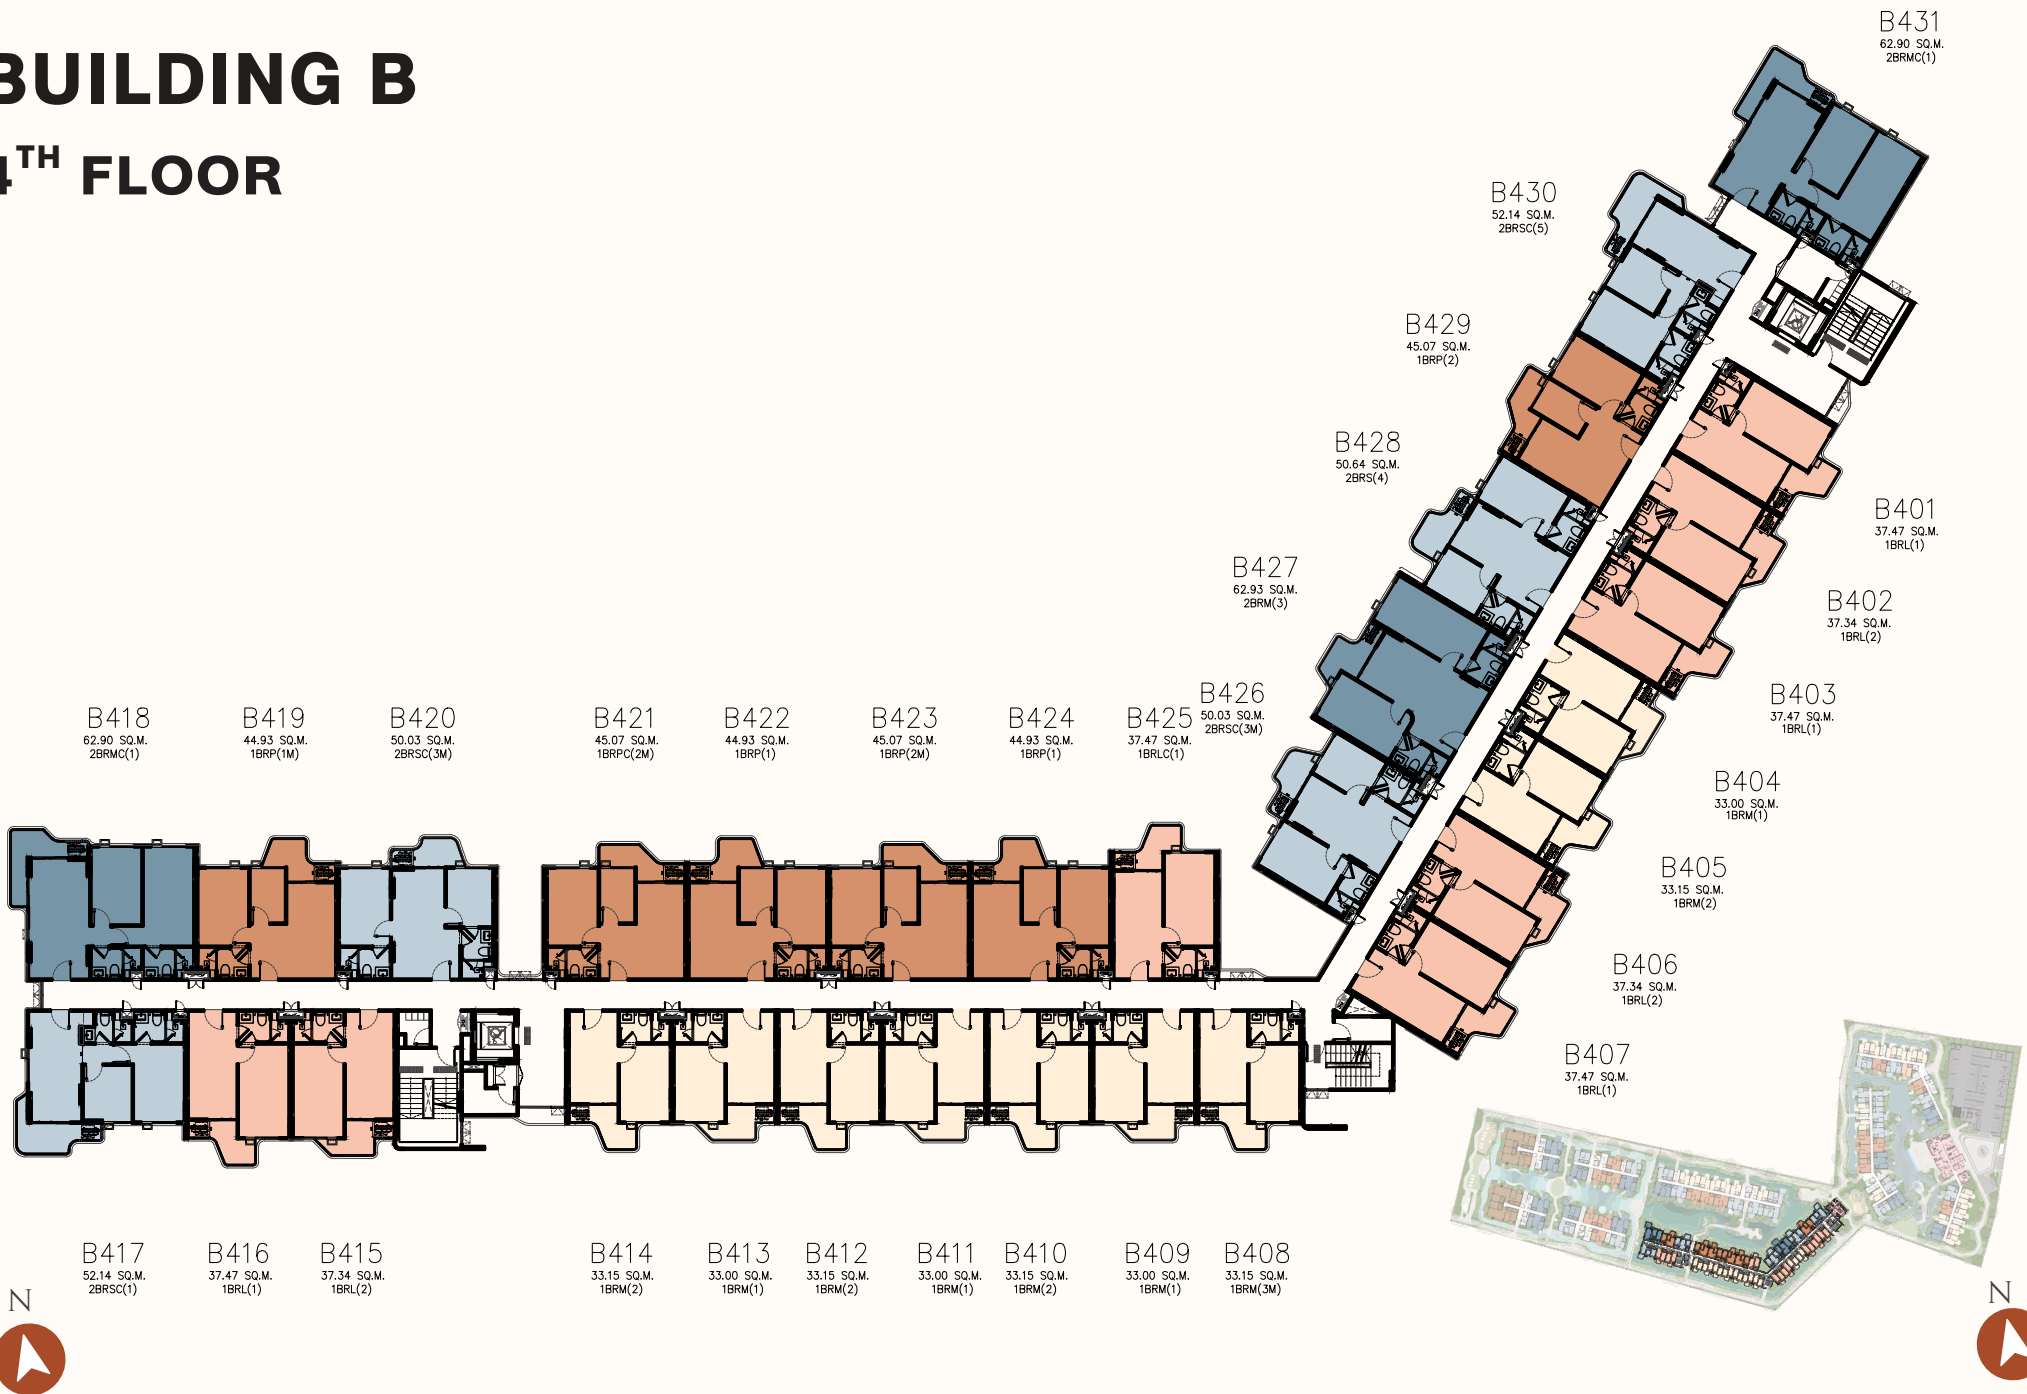 BUILDING B
4TH FLOOR
B431
62.90 SQ.M.
2BRMC(1)
B430
52.14 SQ.M.
2BRSC(5)
B429
45.07 SQ.M.
1BRP(2)
B428
50.64 SQ.M.
2BRS(4)
B427
62.93 SQ.M.
2BRM(3)
B426
50.03 SQ.M.
2BRSC(3M)
B401
37.47 SQ.M.
1BRL(1)
B402
37.34 SQ.M.
1BRL(2)
B403
37.47 SQ.M.
1BRL(1)
B404
33.00 SQ.M.
1BRM(1)
B405
33.15 SQ.M.
1BRM(2)
B406
37.34 SQ.M.
1BRL(2)
B407
37.47 SQ.M.
1BRL(1)
B418
62.90 SQ.M.
2BRMC(1)
B419
44.93 SQ.M.
1BRP(1M)
B420
50.03 SQ.M.
2BRSC(3M)
B421
45.07 SQ.M.
1BRPC(2M)
B422
44.93 SQ.M.
1BRP(1)
B423
45.07 SQ.M.
1BRP(2M)
B424
44.93 SQ.M.
1BRP(1)
B425
37.47 SQ.M.
1BRLC(1)
B417
52.14 SQ.M.
2BRSC(1)
B416
37.47 SQ.M.
1BRL(1)
B415
37.34 SQ.M.
1BRL(2)
B414
33.15 SQ.M.
1BRM(2)
B413
33.00 SQ.M.
1BRM(1)
B412
33.15 SQ.M.
1BRM(2)
B411
33.00 SQ.M.
1BRM(1)
B410
33.15 SQ.M.
1BRM(2)
B409
33.00 SQ.M.
1BRM(1)
B408
33.15 SQ.M.
1BRM(3M)
N
N